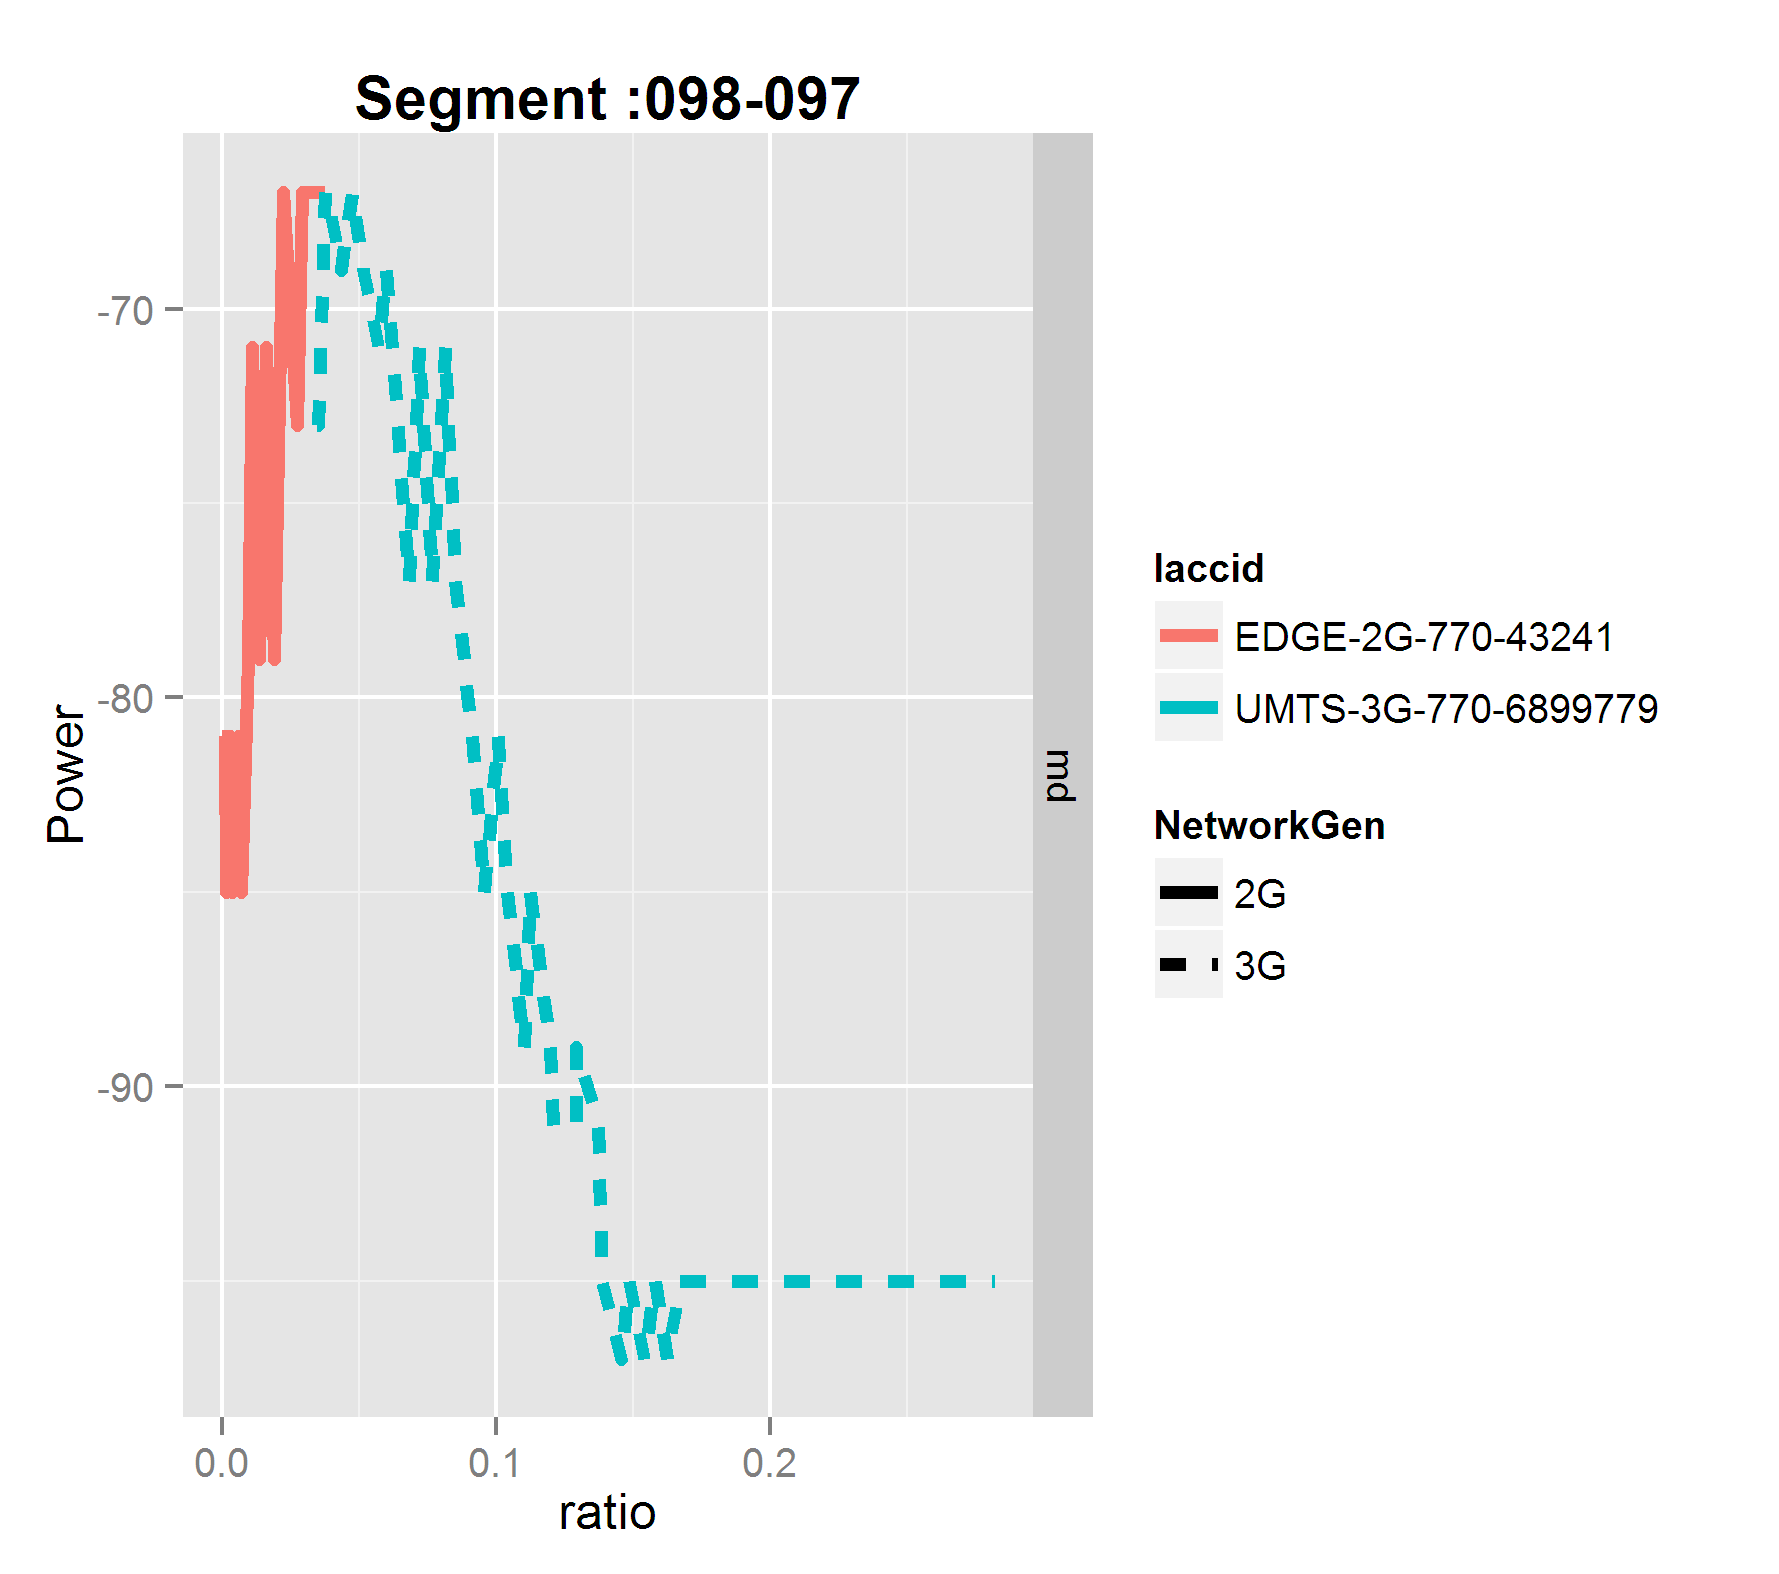 Segment :098-097
-70
-80
-90
Power
0.0
0.1
0.2
ratio
pm
laccid
EDGE-2G-770-43241
UMTS-3G-770-6899779
NetworkGen
2G
3G